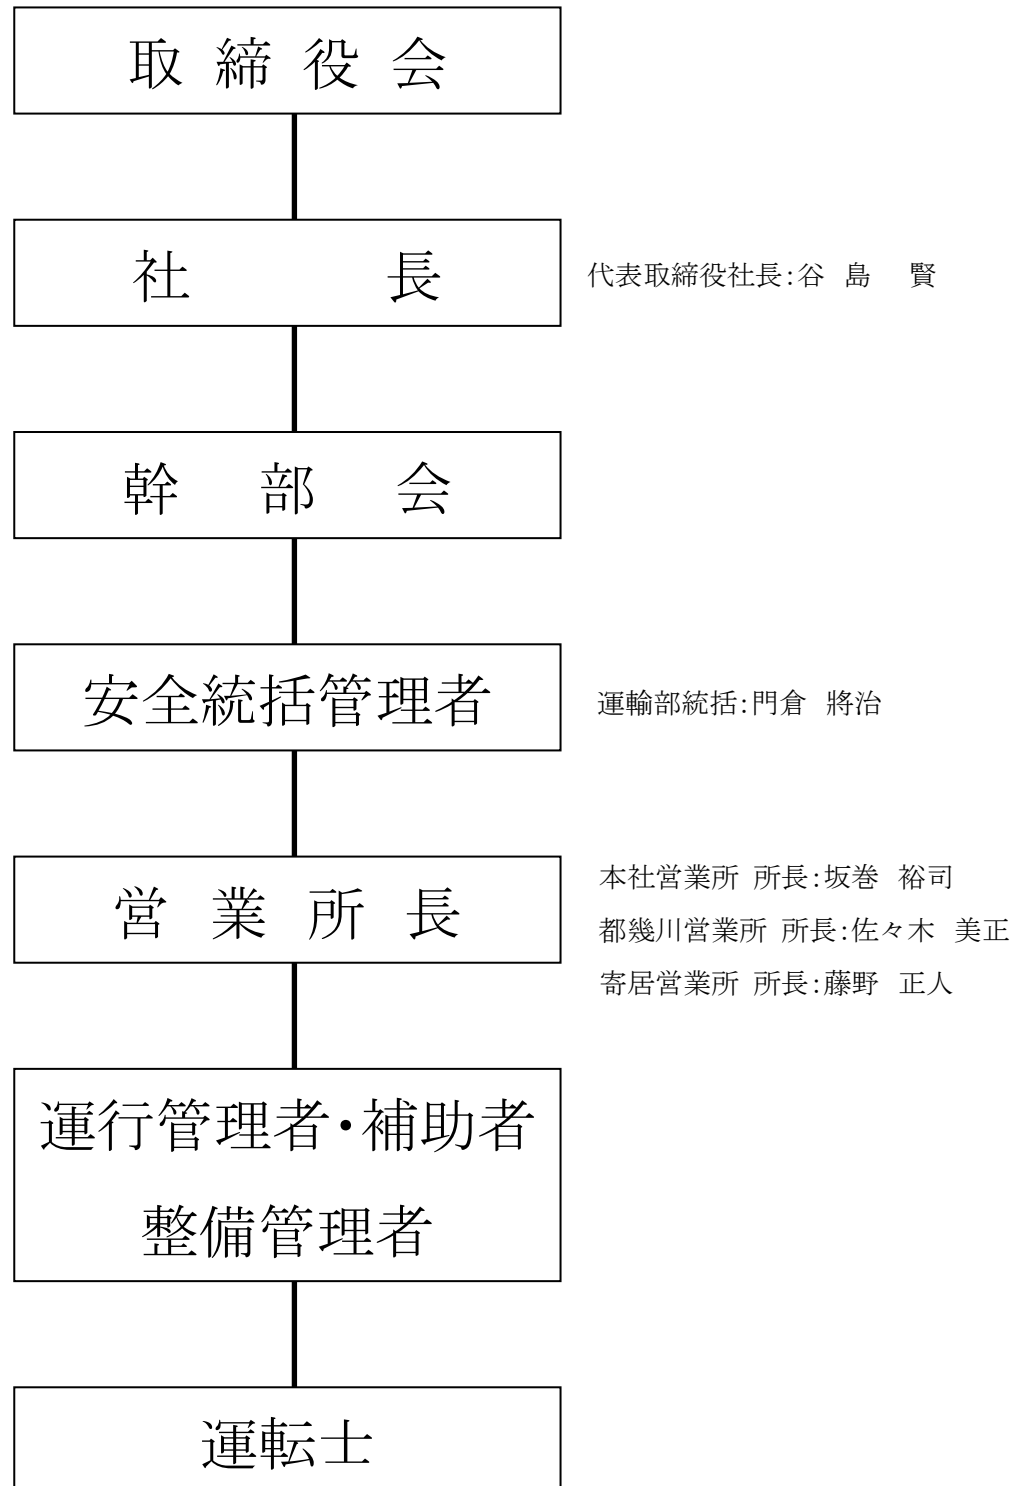 取 締 役 会
社 長
代表取締役社長:谷 島 賢
幹 部 会
安全統括管理者
運輸部統括:門倉 將治
営 業 所 長
本社営業所 所長:坂巻 裕司
都幾川営業所 所長:佐々木 美正
寄居営業所 所長:藤野 正人
運行管理者・補助者
整備管理者
運転士